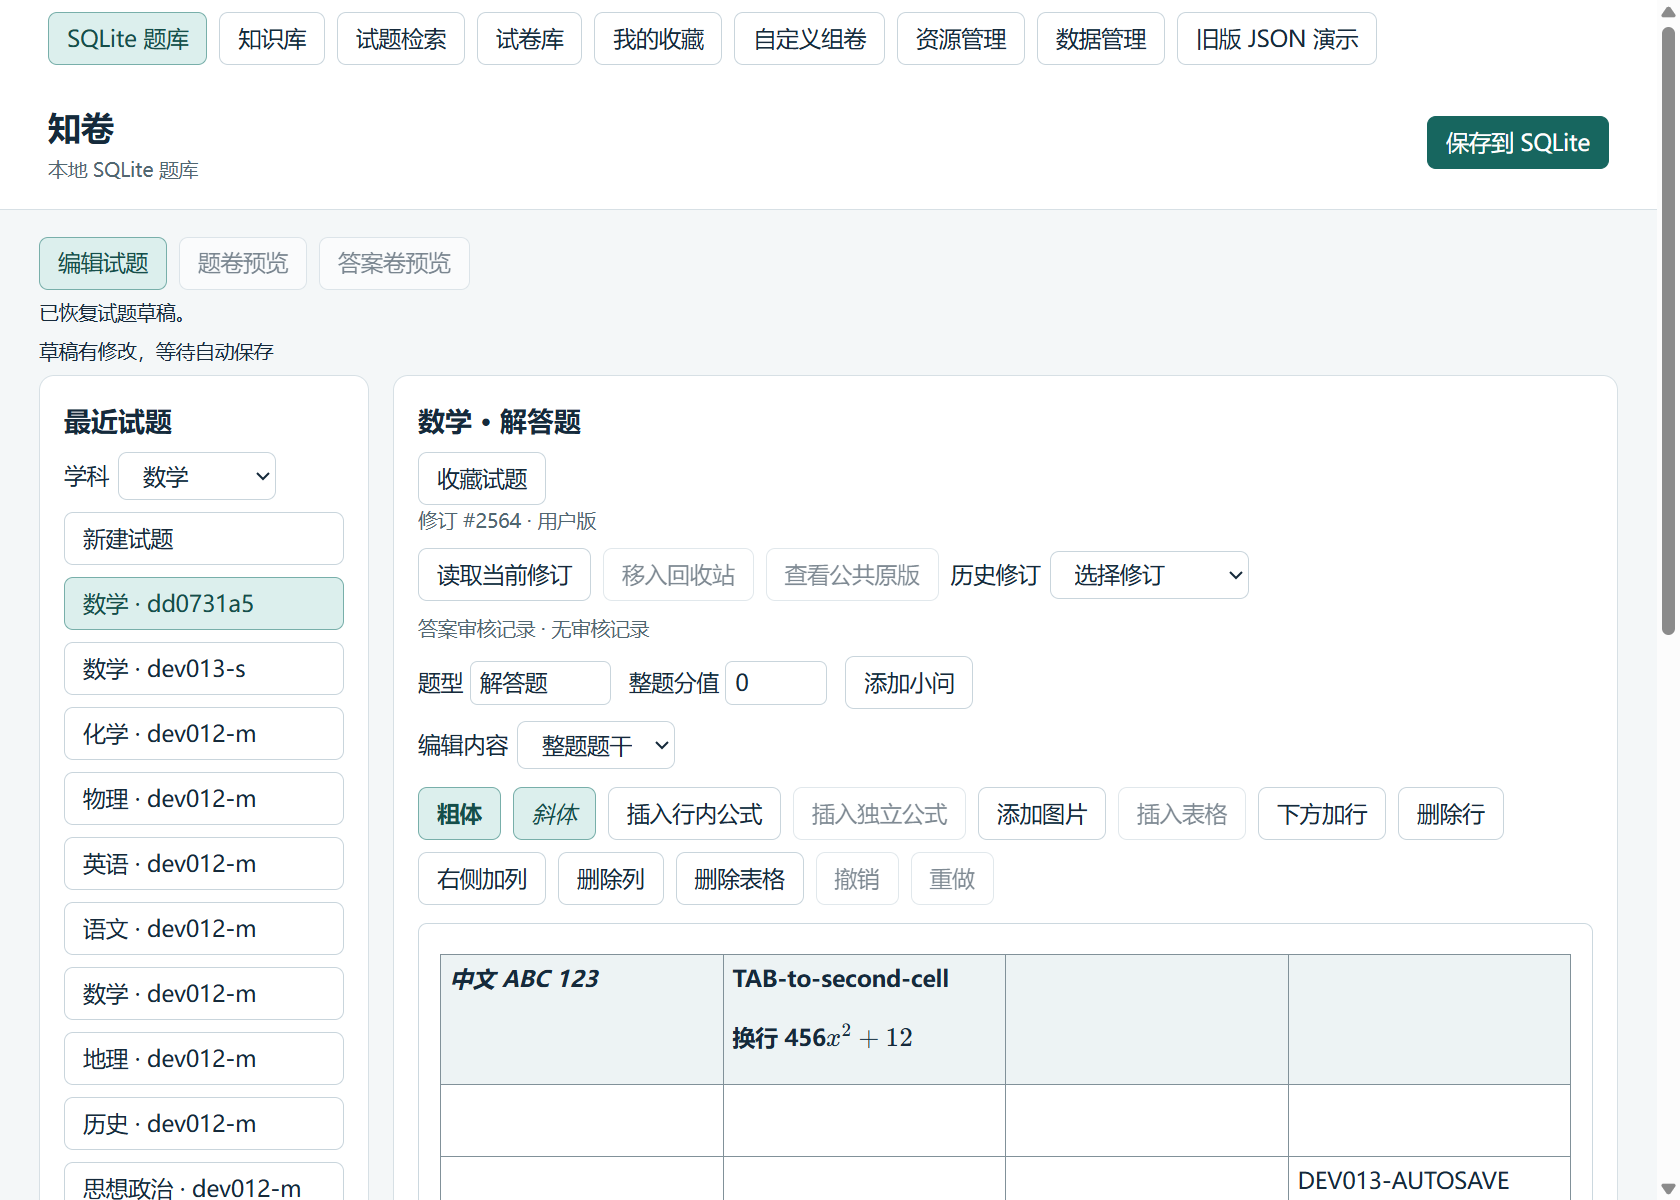 SQLite 题库 知识库 试题检索 试卷库 我的收藏 自定义组卷 资源管理 数据管理 旧版 JSON 演示
知卷
本地 SQLite 题库
保存到 SQLite
编辑试题 题卷预览 答案卷预览
已恢复试题草稿。
草稿有修改，等待自动保存
最近试题
学科 数学
新建试题
数学 · dd0731a5
数学 · dev013-s
化学 · dev012-m
物理 · dev012-m
英语 · dev012-m
语文 · dev012-m
数学 · dev012-m
地理 · dev012-m
历史 · dev012-m
思想政治 · dev012-m
数学 · 解答题
收藏试题
修订 #2564 · 用户版
读取当前修订 移入回收站 查看公共原版 历史修订 选择修订
答案审核记录 · 无审核记录
题型 解答题 整题分值 0 添加小问
编辑内容 整题题干
粗体 斜体 插入行内公式 插入独立公式 添加图片 插入表格 下方加行 删除行
右侧加列 删除列 删除表格 撤销 重做
中文 ABC 123 TAB-to-second-cell
换行 456x² + 12
DEV013-AUTOSAVE